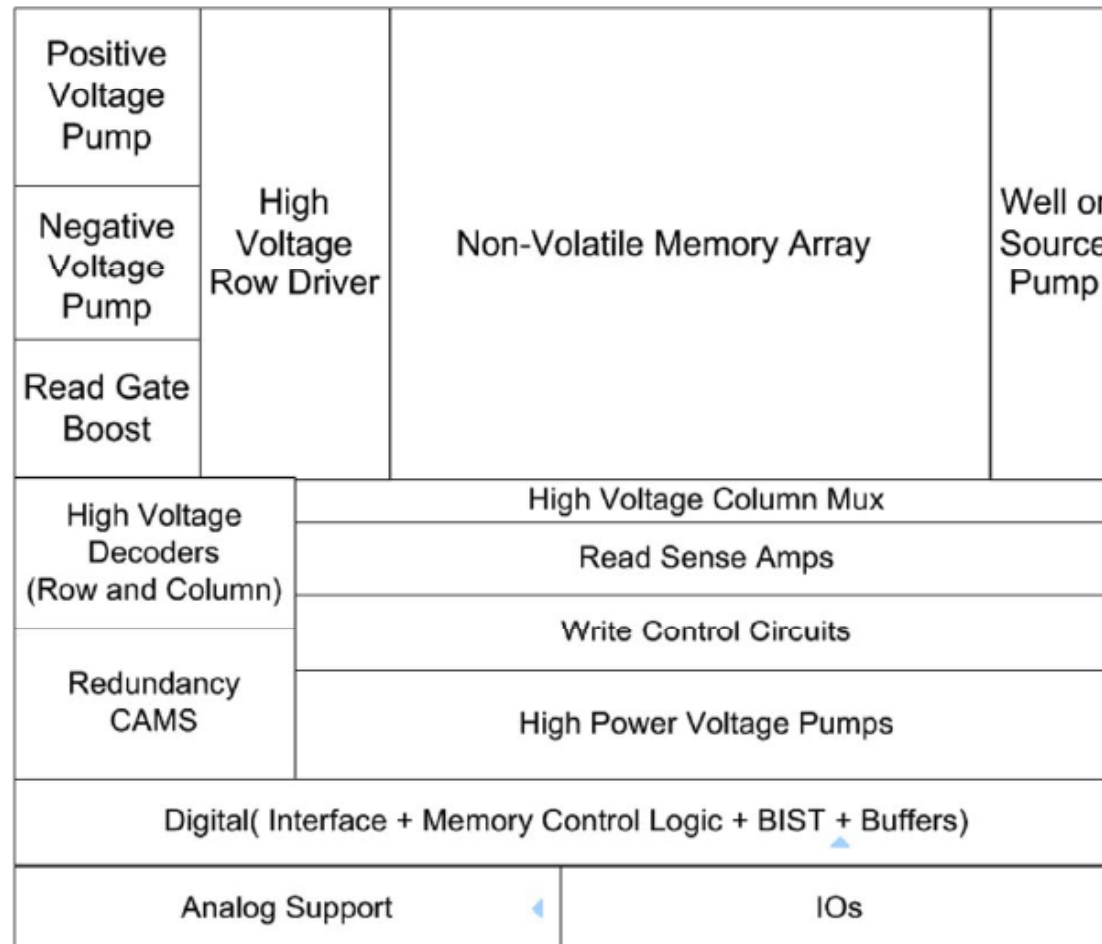 Positive
Voltage
Pump
Negative
Voltage
Pump
Read Gate
Boost
High
Voltage
Row Driver
Non-Volatile Memory Array
Well or
Source
Pump
High Voltage
Decoders
(Row and Column)
Redundancy
CAMS
High Voltage Column Mux
Read Sense Amps
Write Control Circuits
High Power Voltage Pumps
Digital( Interface + Memory Control Logic + BIST + Buffers)
Analog Support
IOs